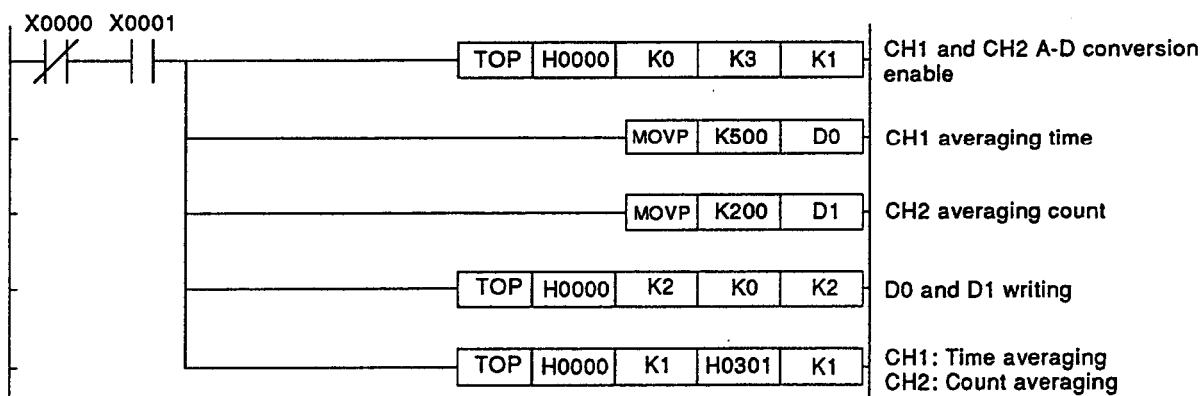 X0000 X0001
TOP H0000 K0 K3 K1 CH1 and CH2 A-D conversion
enable
MOVP K500 D0 CH1 averaging time
MOVP K200 D1 CH2 averaging count
TOP H0000 K2 K0 K2 D0 and D1 writing
TOP H0000 K1 H0301 K1 CH1: Time averaging
CH2: Count averaging